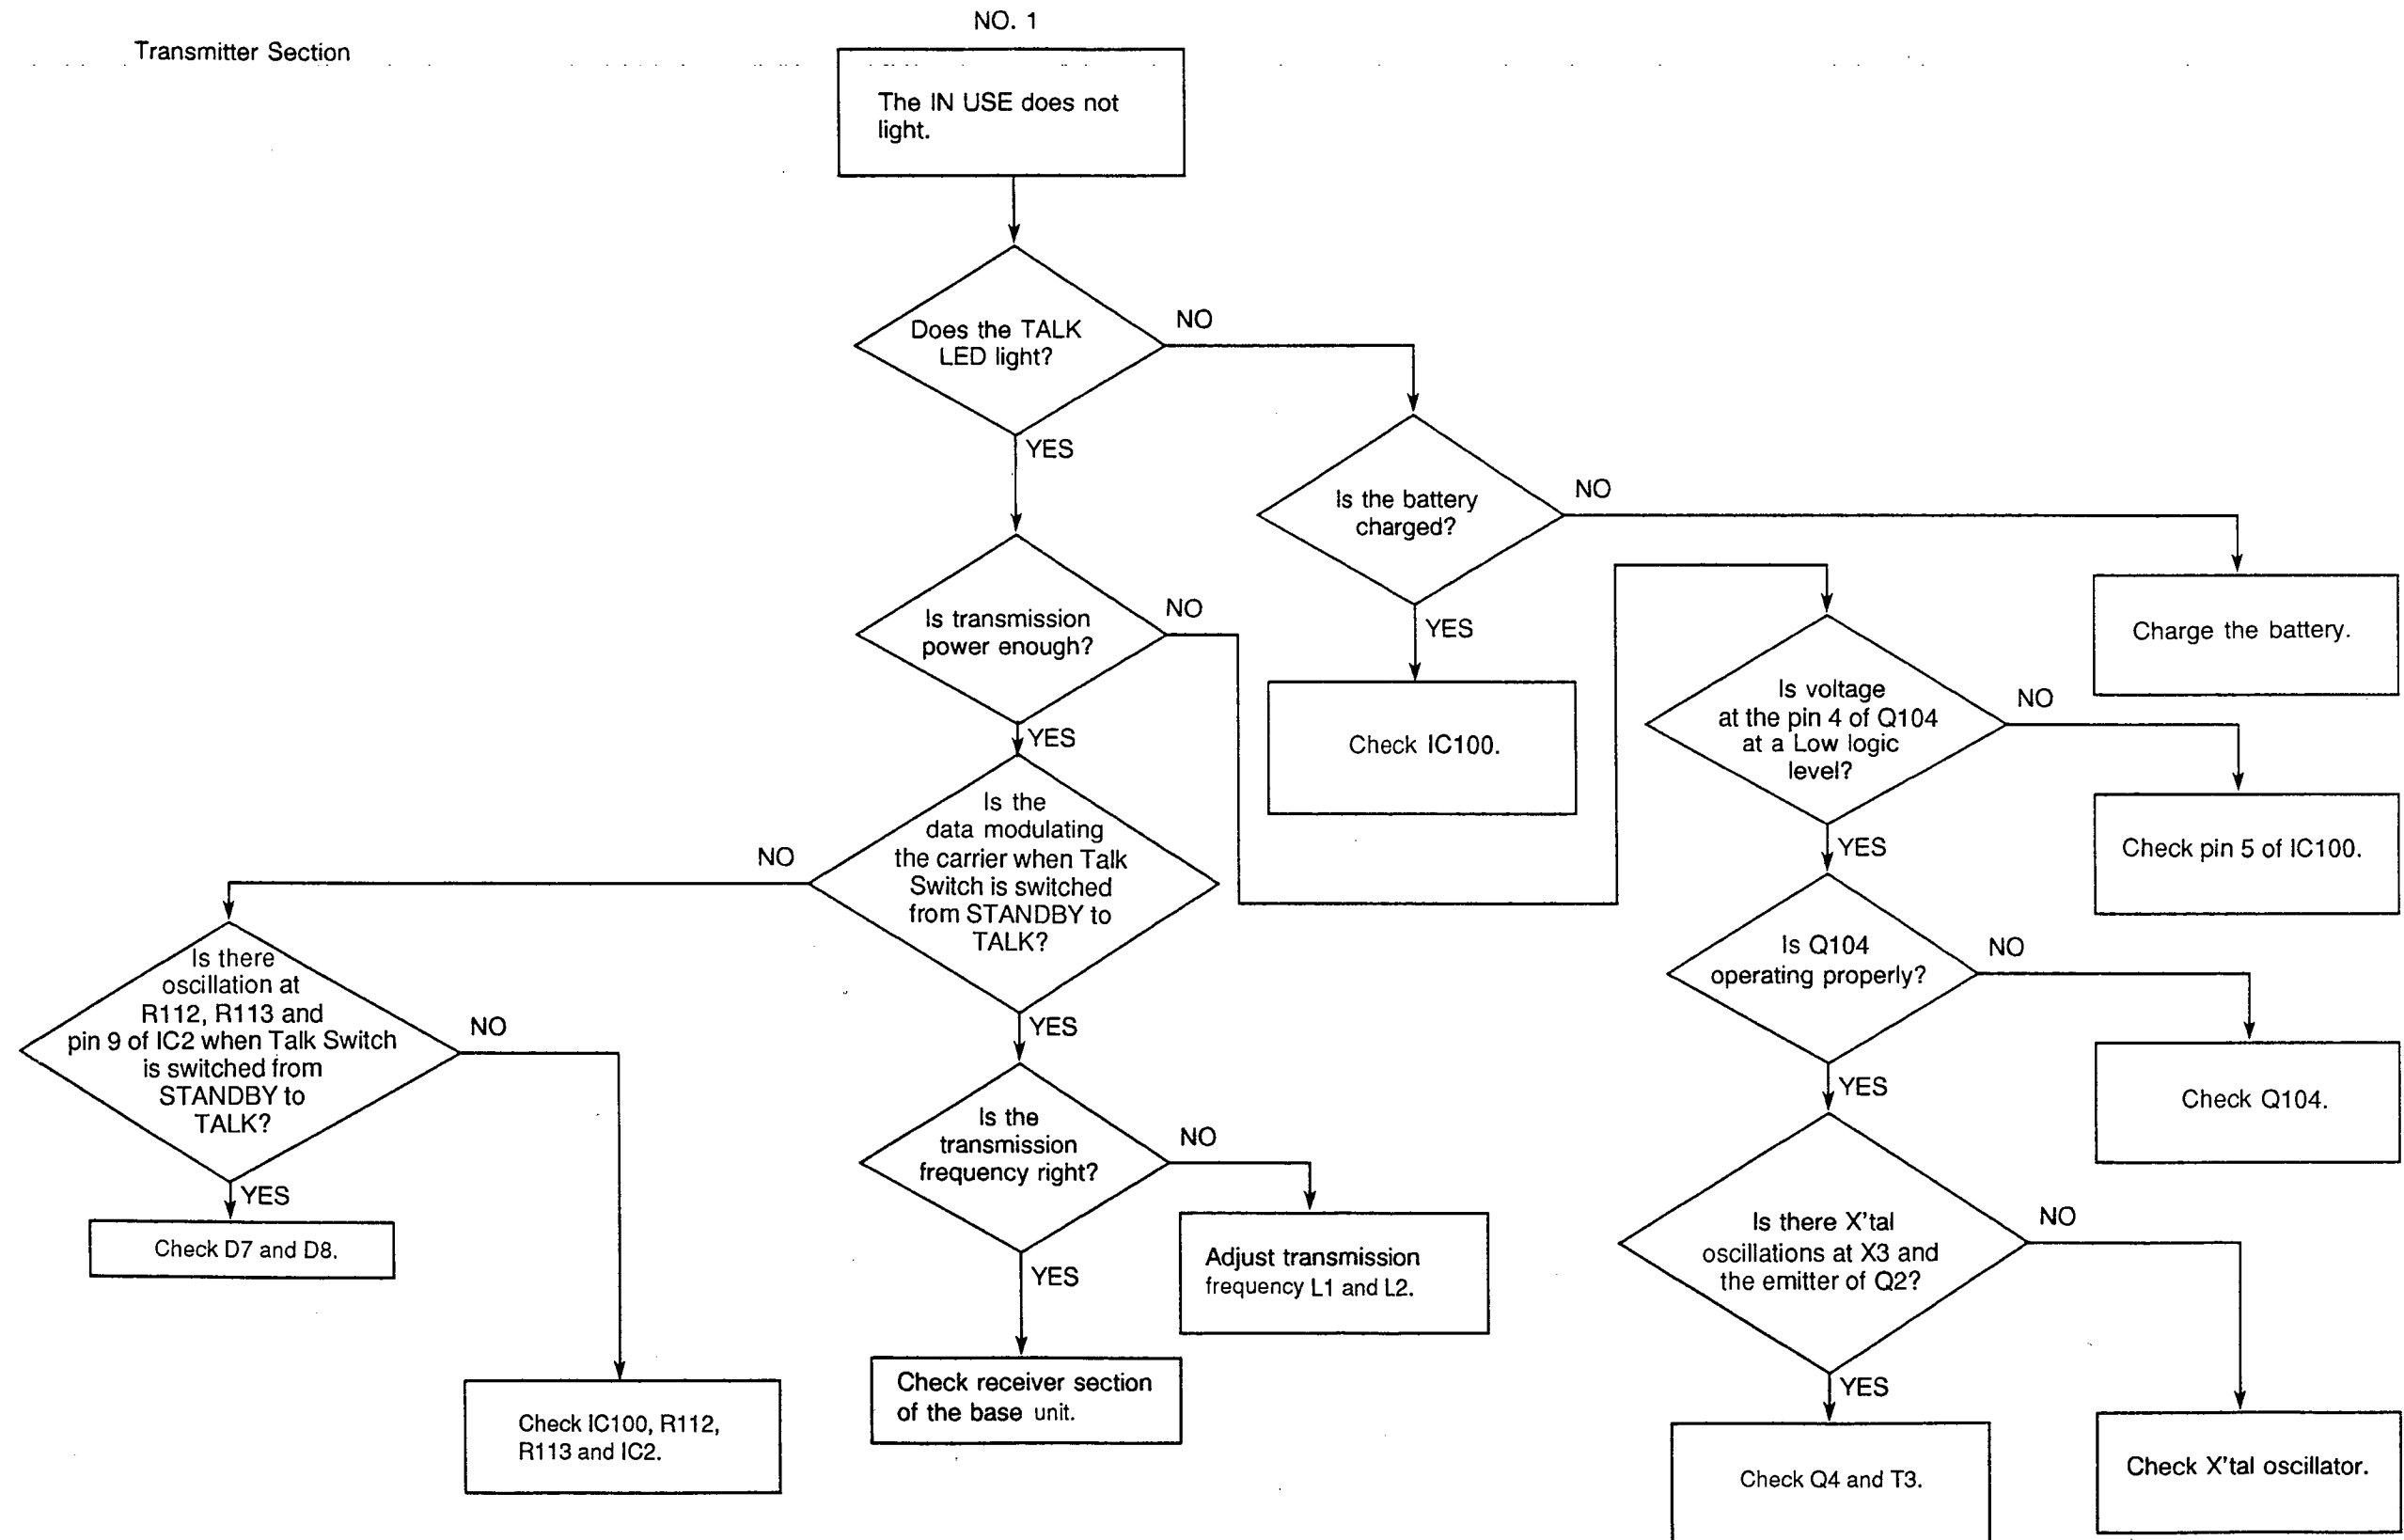 NO. 1
Transmitter Section
The IN USE does not
light.
Does the TALK
LED light?
NO
YES
Is the battery
charged?
NO
YES
Charge the battery.
Check IC100.
Is transmission
power enough?
NO
YES
Is voltage
at the pin 4 of Q104
at a Low logic
level?
NO
YES
Check pin 5 of IC100.
Is the
data modulating
the carrier when Talk
Switch is switched
from STANDBY to
TALK?
NO
YES
Is Q104
operating properly?
NO
YES
Check Q104.
Is there
oscillation at
R112, R113 and
pin 9 of IC2 when Talk Switch
is switched from
STANDBY to
TALK?
NO
YES
Check D7 and D8.
Check IC100, R112,
R113 and IC2.
Is the
transmission
frequency right?
NO
YES
Adjust transmission
frequency L1 and L2.
Check receiver section
of the base unit.
Is there X'tal
oscillations at X3 and
the emitter of Q2?
NO
YES
Check Q4 and T3.
Check X'tal oscillator.